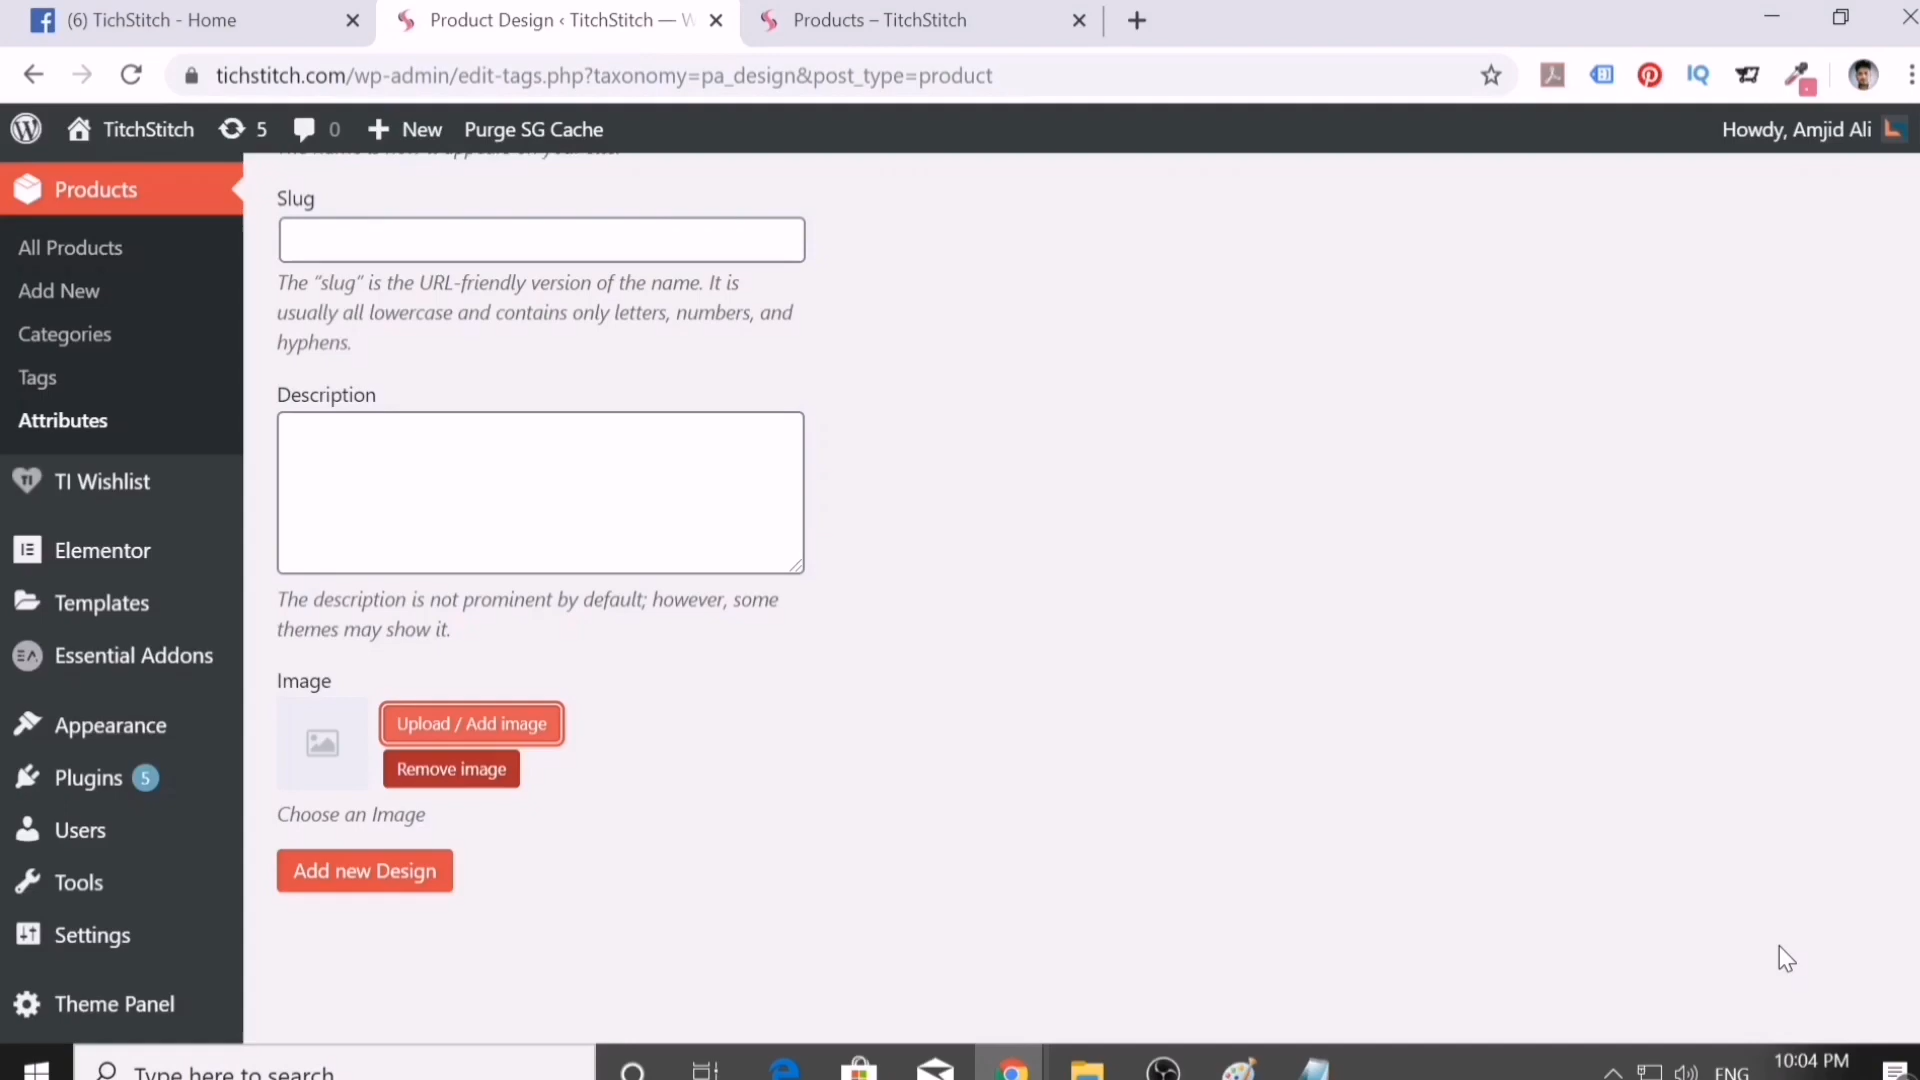 (6) TichStitch - Home
Product Design ‹ TitchStitch — W
Products – TitchStitch
tichstitch.com/wp-admin/edit-tags.php?taxonomy=pa_design&post_type=product
TitchStitch
5
0
New
Purge SG Cache
Howdy, Amjid Ali
Products
All Products
Add New
Categories
Tags
Attributes
TI Wishlist
Elementor
Templates
Essential Addons
Appearance
Plugins 5
Users
Tools
Settings
Theme Panel
Slug
The “slug” is the URL-friendly version of the name. It is
usually all lowercase and contains only letters, numbers, and
hyphens.
Description
The description is not prominent by default; however, some
themes may show it.
Image
Upload / Add image
Remove image
Choose an Image
Add new Design
Type here to search
ENG
10:04 PM